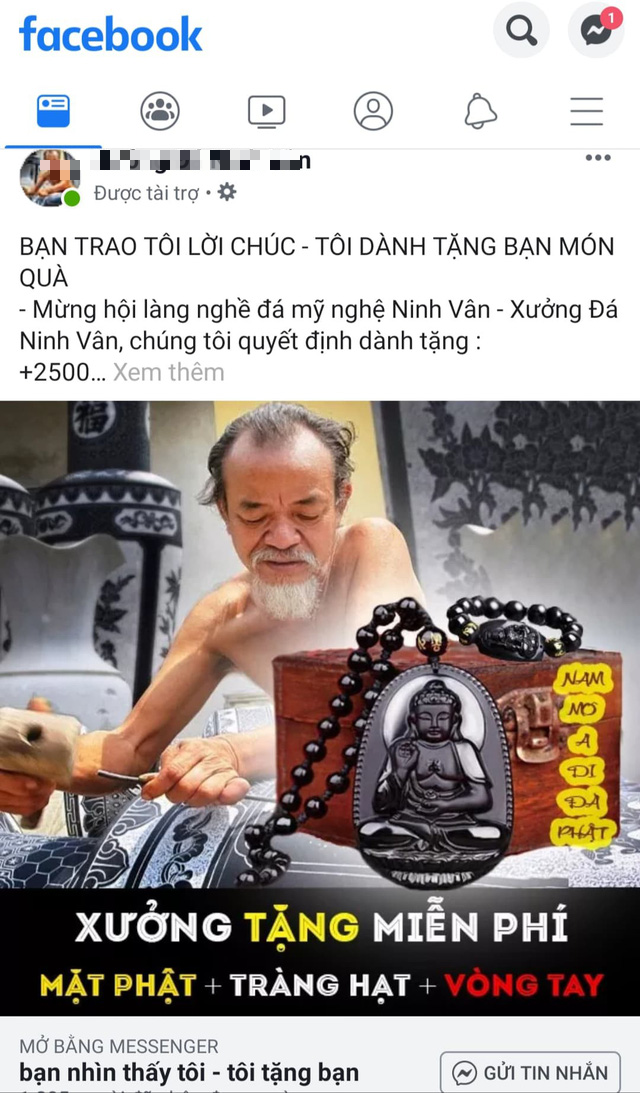 facebook
1
Được tài trợ •
BẠN TRAO TÔI LỜI CHÚC - TÔI DÀNH TẶNG BẠN MÓN
QUÀ
- Mừng hội làng nghề đá mỹ nghệ Ninh Vân - Xưởng Đá
Ninh Vân, chúng tôi quyết định dành tặng :
+2500... Xem thêm
福
NAM
MÔ
A
DI
ĐÀ
PHẬT
XƯỞNG TẶNG MIỄN PHÍ
MẶT PHẬT + TRÀNG HẠT + VÒNG TAY
MỞ BẰNG MESSENGER
bạn nhìn thấy tôi - tôi tặng bạn
GỬI TIN NHẮN